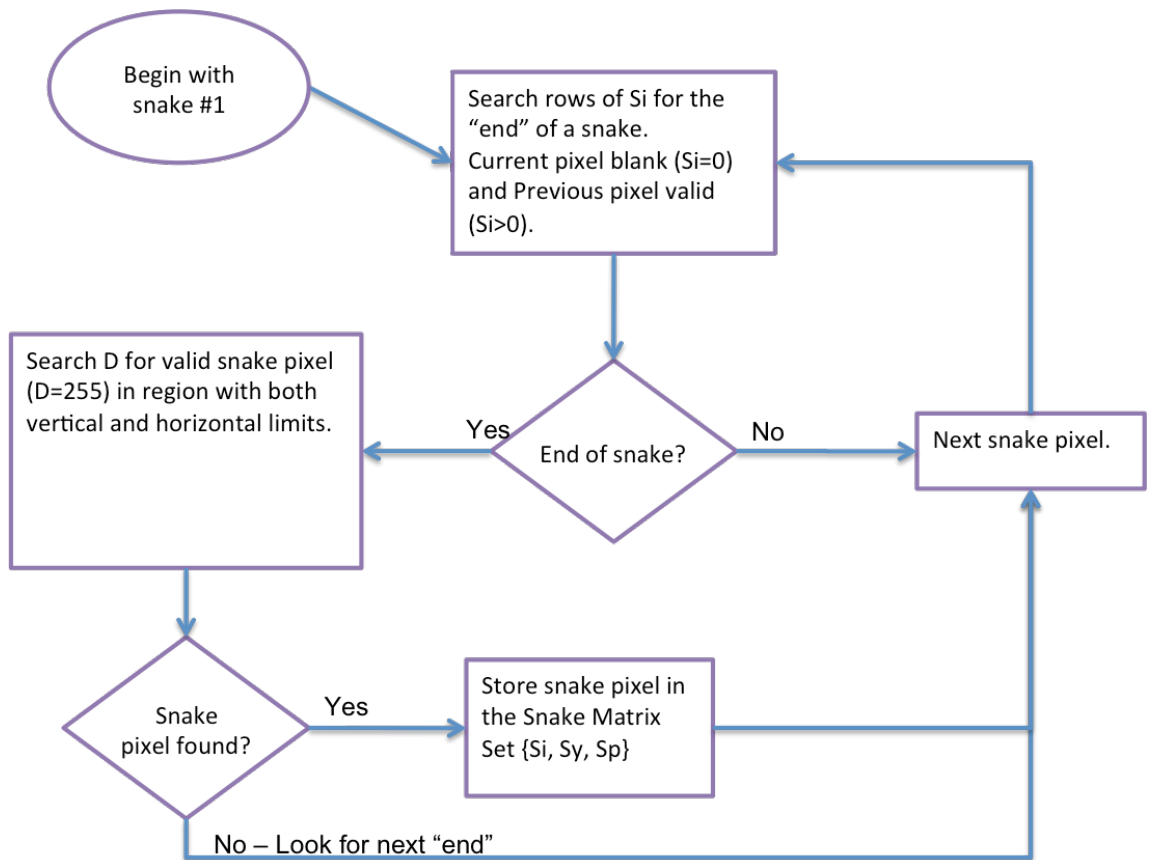 Begin with
snake #1
Search rows of Si for the
“end” of a snake.
Current pixel blank (Si=0)
and Previous pixel valid
(Si>0).
End of snake?
Yes
No
Next snake pixel.
Search D for valid snake pixel
(D=255) in region with both
vertical and horizontal limits.
Snake
pixel found?
Yes
Store snake pixel in
the Snake Matrix
Set {Si, Sy, Sp}
No – Look for next “end”